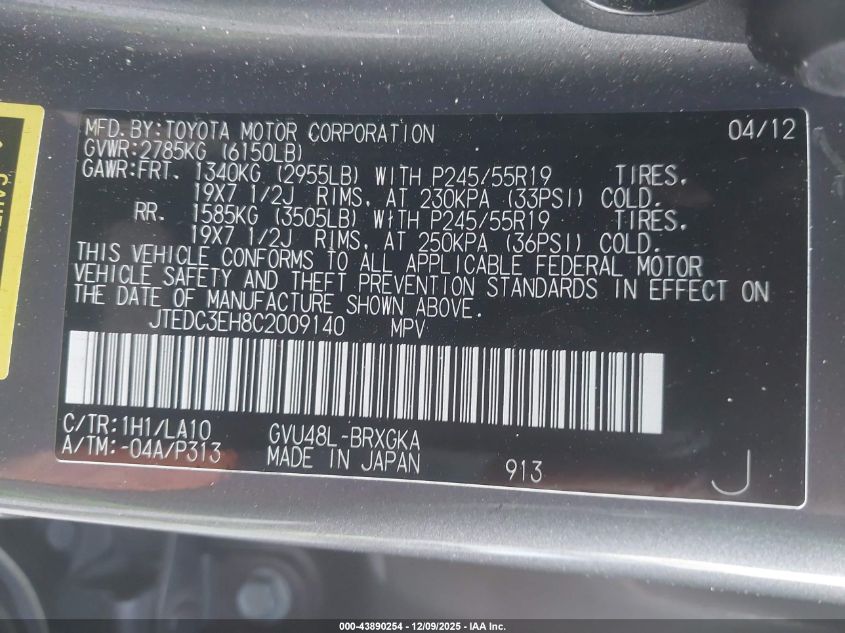 MFD. BY: TOYOTA MOTOR CORPORATION 04/12
GVWR: 2785KG (6150LB)
GAWR: FRT. 1340KG (2955LB) WITH P245/55R19 TIRES,
19X7 1/2J RIMS, AT 230KPA (33PSI) COLD.
RR. 1585KG (3505LB) WITH P245/55R19 TIRES,
19X7 1/2J RIMS, AT 250KPA (36PSI) COLD.
THIS VEHICLE CONFORMS TO ALL APPLICABLE FEDERAL MOTOR
VEHICLE SAFETY AND THEFT PREVENTION STANDARDS IN EFFECT ON
THE DATE OF MANUFACTURE SHOWN ABOVE.
JTEDC3EH8C2009140 MPV
C/TR: 1H1/LA10 GVU48L-BRXGKA
A/TM: -04A/P313 MADE IN JAPAN 913 J
000-43890254 - 12/09/2025 - IAA Inc.